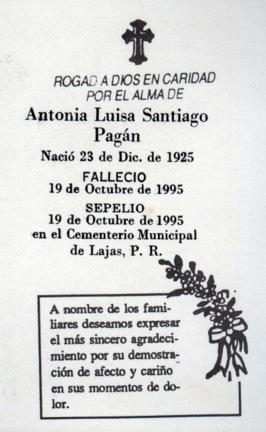 ROGAD A DIOS EN CARIDAD
POR EL ALMA DE
Antonia Luisa Santiago
Pagán
Nació 23 de Dic. de 1925
FALLECIO
19 de Octubre de 1995
SEPELIO
19 de Octubre de 1995
en el Cementerio Municipal
de Lajas, P. R.
A nombre de los fami-
liares deseamos expresar
el más sincero agradeci-
miento por su demostra-
ción de afecto y cariño
en sus momentos de do-
lor.